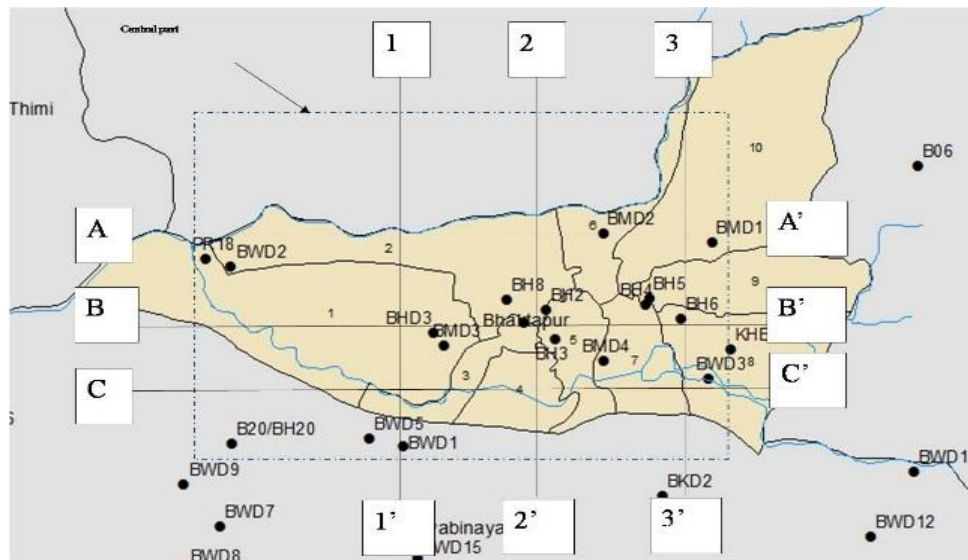 Central part
1
2
3
Thimi
10
B06
A
A'
6
BMD2
BMD1
PR18
BWD2
2
9
BH8
BH2
BH4
BH5
BH6
B
B'
1
BHD3
BMD3
Bhaktapur
BH3
5
BMD4
7
KHE
BWD3
8
C
C'
3
4
B20/BH20
BWD5
BWD1
BWD9
BKD2
BWD1
BWD7
BWD12
1'
2'
3'
BWD8
abinaya
WD15